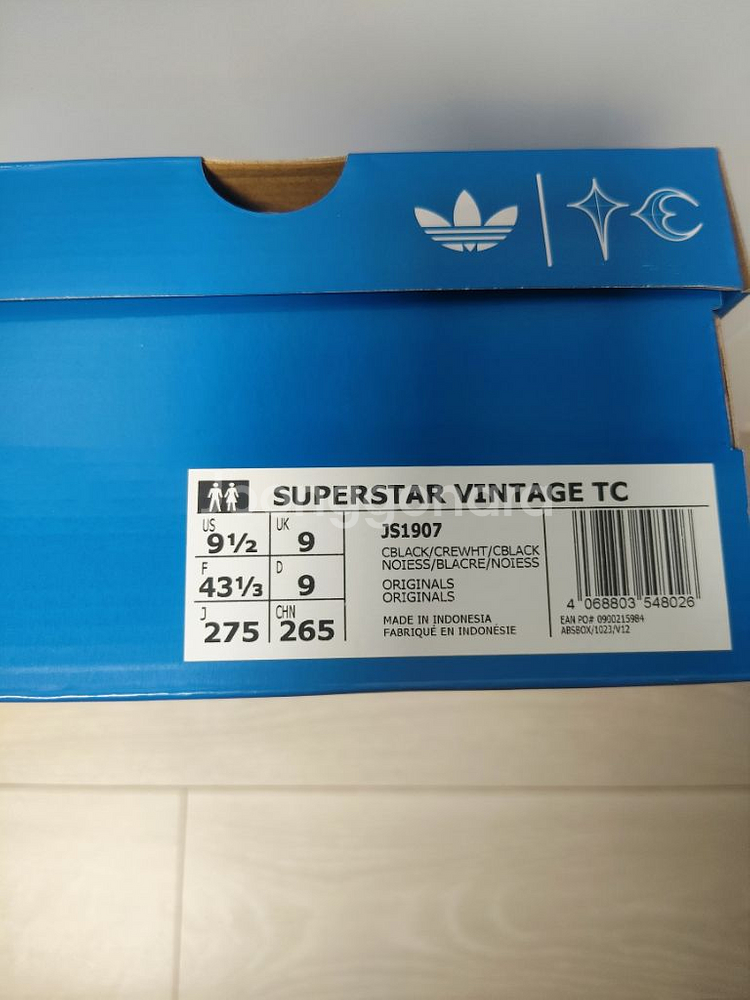 SUPERSTAR VINTAGE TC
US
9½
UK
9
F
43⅓
D
9
J
275
CHN
265
JS1907
CBLACK/CREWHT/CBLACK
NOIESS/BLACRE/NOIESS
ORIGINALS
ORIGINALS
MADE IN INDONESIA
FABRIQUÉ EN INDONÉSIE
4 068803 548026
EAN PO# 0900215984
ABSBOX/1023/V12